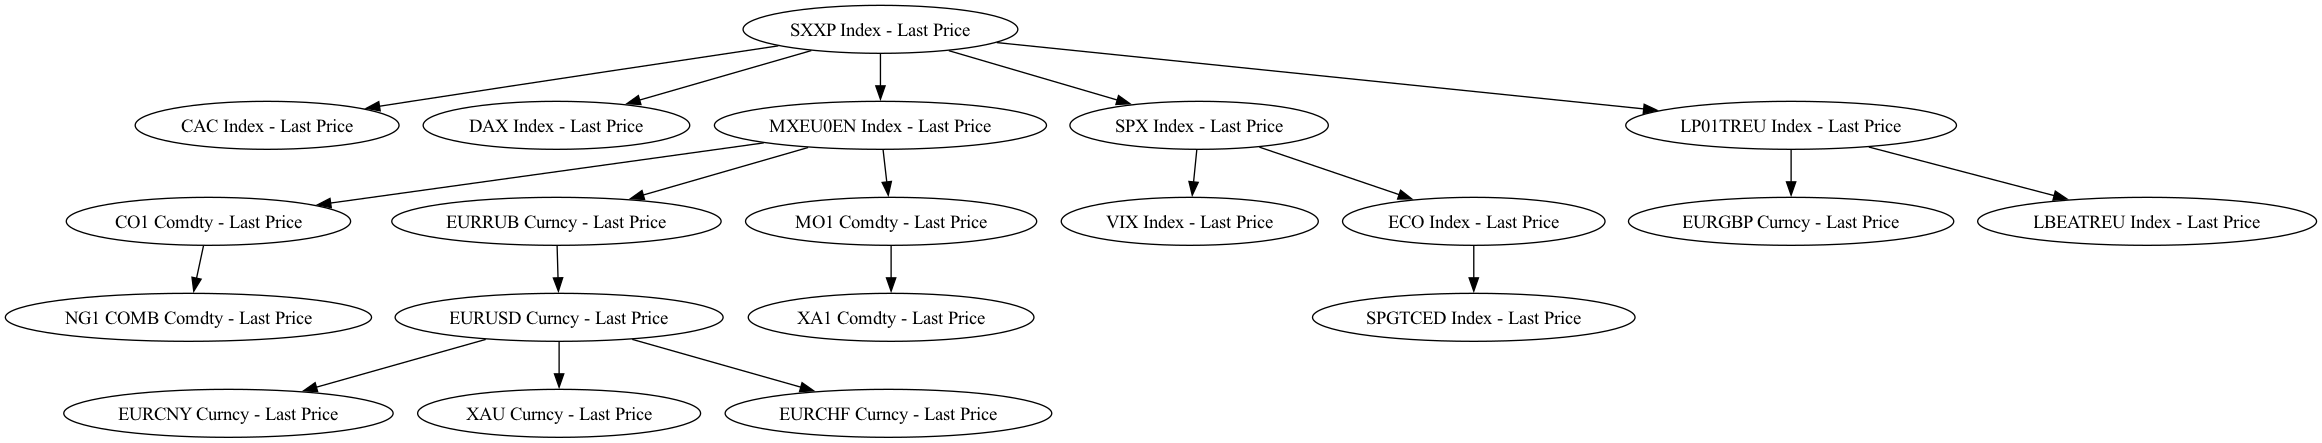 SXXP Index - Last Price
CAC Index - Last Price
DAX Index - Last Price
MXEU0EN Index - Last Price
SPX Index - Last Price
LP01TREU Index - Last Price
CO1 Comdty - Last Price
EURRUB Curncy - Last Price
MO1 Comdty - Last Price
VIX Index - Last Price
ECO Index - Last Price
EURGBP Curncy - Last Price
LBEATREU Index - Last Price
NG1 COMB Comdty - Last Price
EURUSD Curncy - Last Price
XA1 Comdty - Last Price
SPGTCED Index - Last Price
EURCNY Curncy - Last Price
XAU Curncy - Last Price
EURCHF Curncy - Last Price